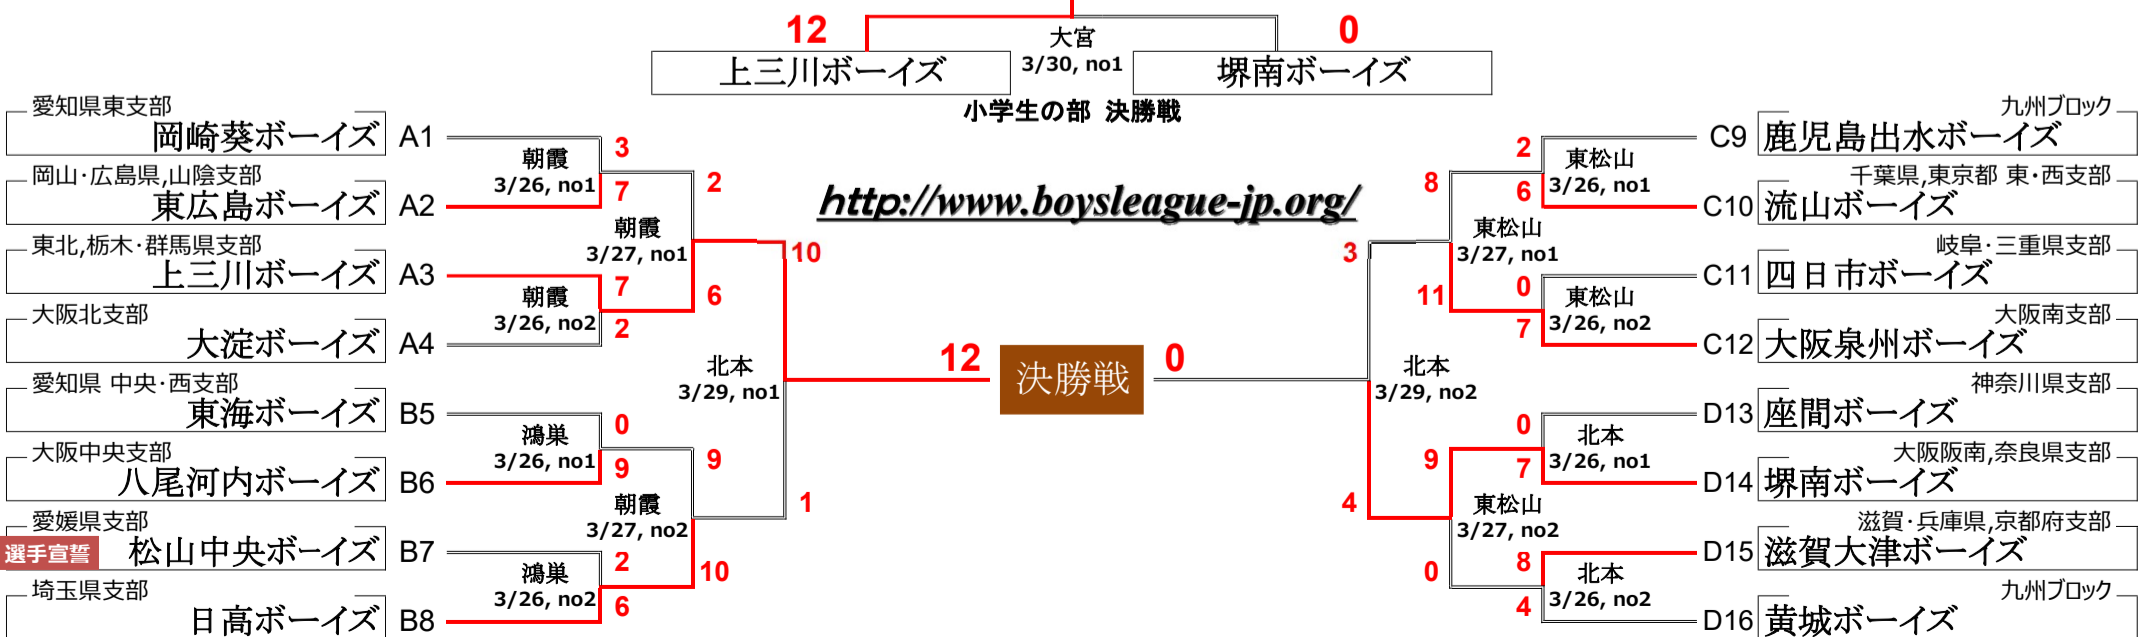 12
0
大宮
3/30, no1
上三川ボーイズ
堺南ボーイズ
小学生の部 決勝戦
http://www.boysleague-jp.org/
愛知県東支部
岡崎葵ボーイズ A1
岡山･広島県,山陰支部
東広島ボーイズ A2
東北,栃木･群馬県支部
上三川ボーイズ A3
大阪北支部
大淀ボーイズ A4
愛知県 中央･西支部
東海ボーイズ B5
大阪中央支部
八尾河内ボーイズ B6
愛媛県支部
選手宣誓 松山中央ボーイズ B7
埼玉県支部
日高ボーイズ B8
朝霞
3/26, no1
3
7
朝霞
3/26, no2
7
2
鴻巣
3/26, no1
0
9
鴻巣
3/26, no2
2
6
朝霞
3/27, no1
2
6
朝霞
3/27, no2
9
10
北本
3/29, no1
10
1
12 決勝戦 0
北本
3/29, no2
3
4
東松山
3/27, no1
8
11
東松山
3/27, no2
9
0
東松山
3/26, no1
2
6
東松山
3/26, no2
0
7
北本
3/26, no1
0
7
北本
3/26, no2
8
4
九州ブロック
C9 鹿児島出水ボーイズ
千葉県,東京都 東･西支部
C10 流山ボーイズ
岐阜･三重県支部
C11 四日市ボーイズ
大阪南支部
C12 大阪泉州ボーイズ
神奈川県支部
D13 座間ボーイズ
大阪阪南,奈良県支部
D14 堺南ボーイズ
滋賀･兵庫県,京都府支部
D15 滋賀大津ボーイズ
九州ブロック
D16 黄城ボーイズ